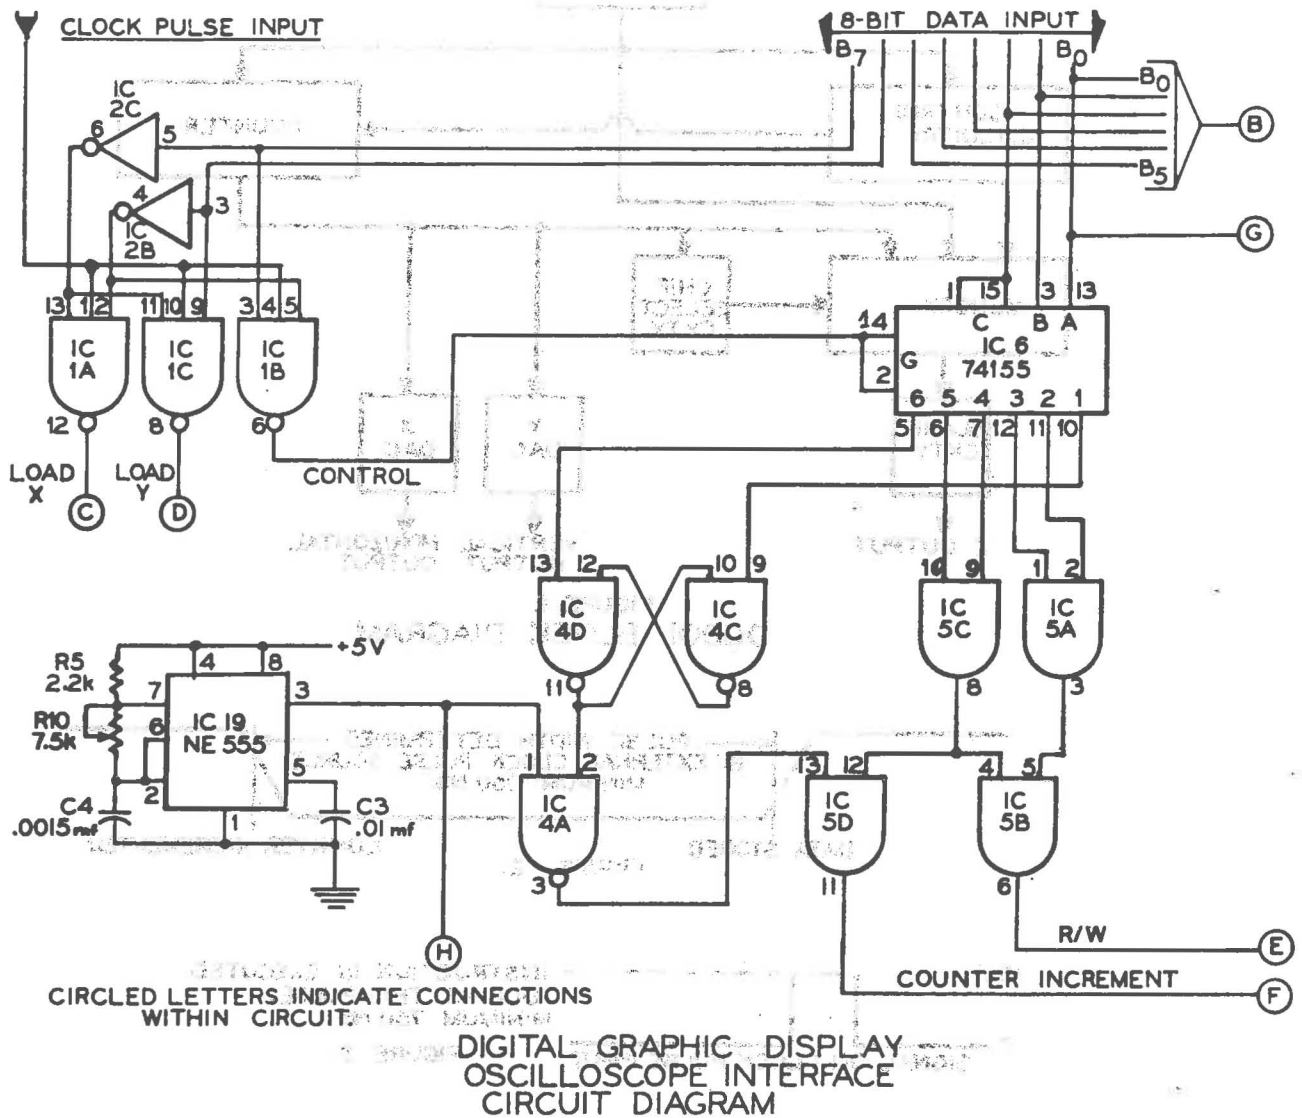 CLOCK PULSE INPUT
8-BIT DATA INPUT
B7
B0
B0
B5
B
G
IC
2C
6
5
4
3
IC
2B
13 1 2
11 10 9
3 4 5
IC
1A
IC
1C
IC
1B
12
8
6
LOAD
X
LOAD
Y
C
D
CONTROL
1 15 3 13
C B A
14
G
2
IC 6
74155
6 5 4 3 2 1
5 6 7 12 11 10
13 12
10 9
10 9
1 2
IC
4D
IC
4C
IC
5C
IC
5A
11
8
8
3
+5V
R5
2.2k
R10
7.5k
4 8
7
6
2
3
5
1
IC 19
NE 555
C4
.0015mf
C3
.01mf
1 2
13 12
4 5
IC
4A
IC
5D
IC
5B
3
11
6
H
R/W
E
COUNTER INCREMENT
F
CIRCLED LETTERS INDICATE CONNECTIONS
WITHIN CIRCUIT.
DIGITAL GRAPHIC DISPLAY
OSCILLOSCOPE INTERFACE
CIRCUIT DIAGRAM